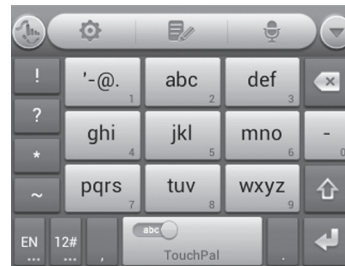 ! '-@. abc def
1 2 3
?
ghi jkl mno -
4 5 6 0
*
pqrs tuv wxyz
~ 7 8 9
abc
EN 12# , TouchPal .
... ...